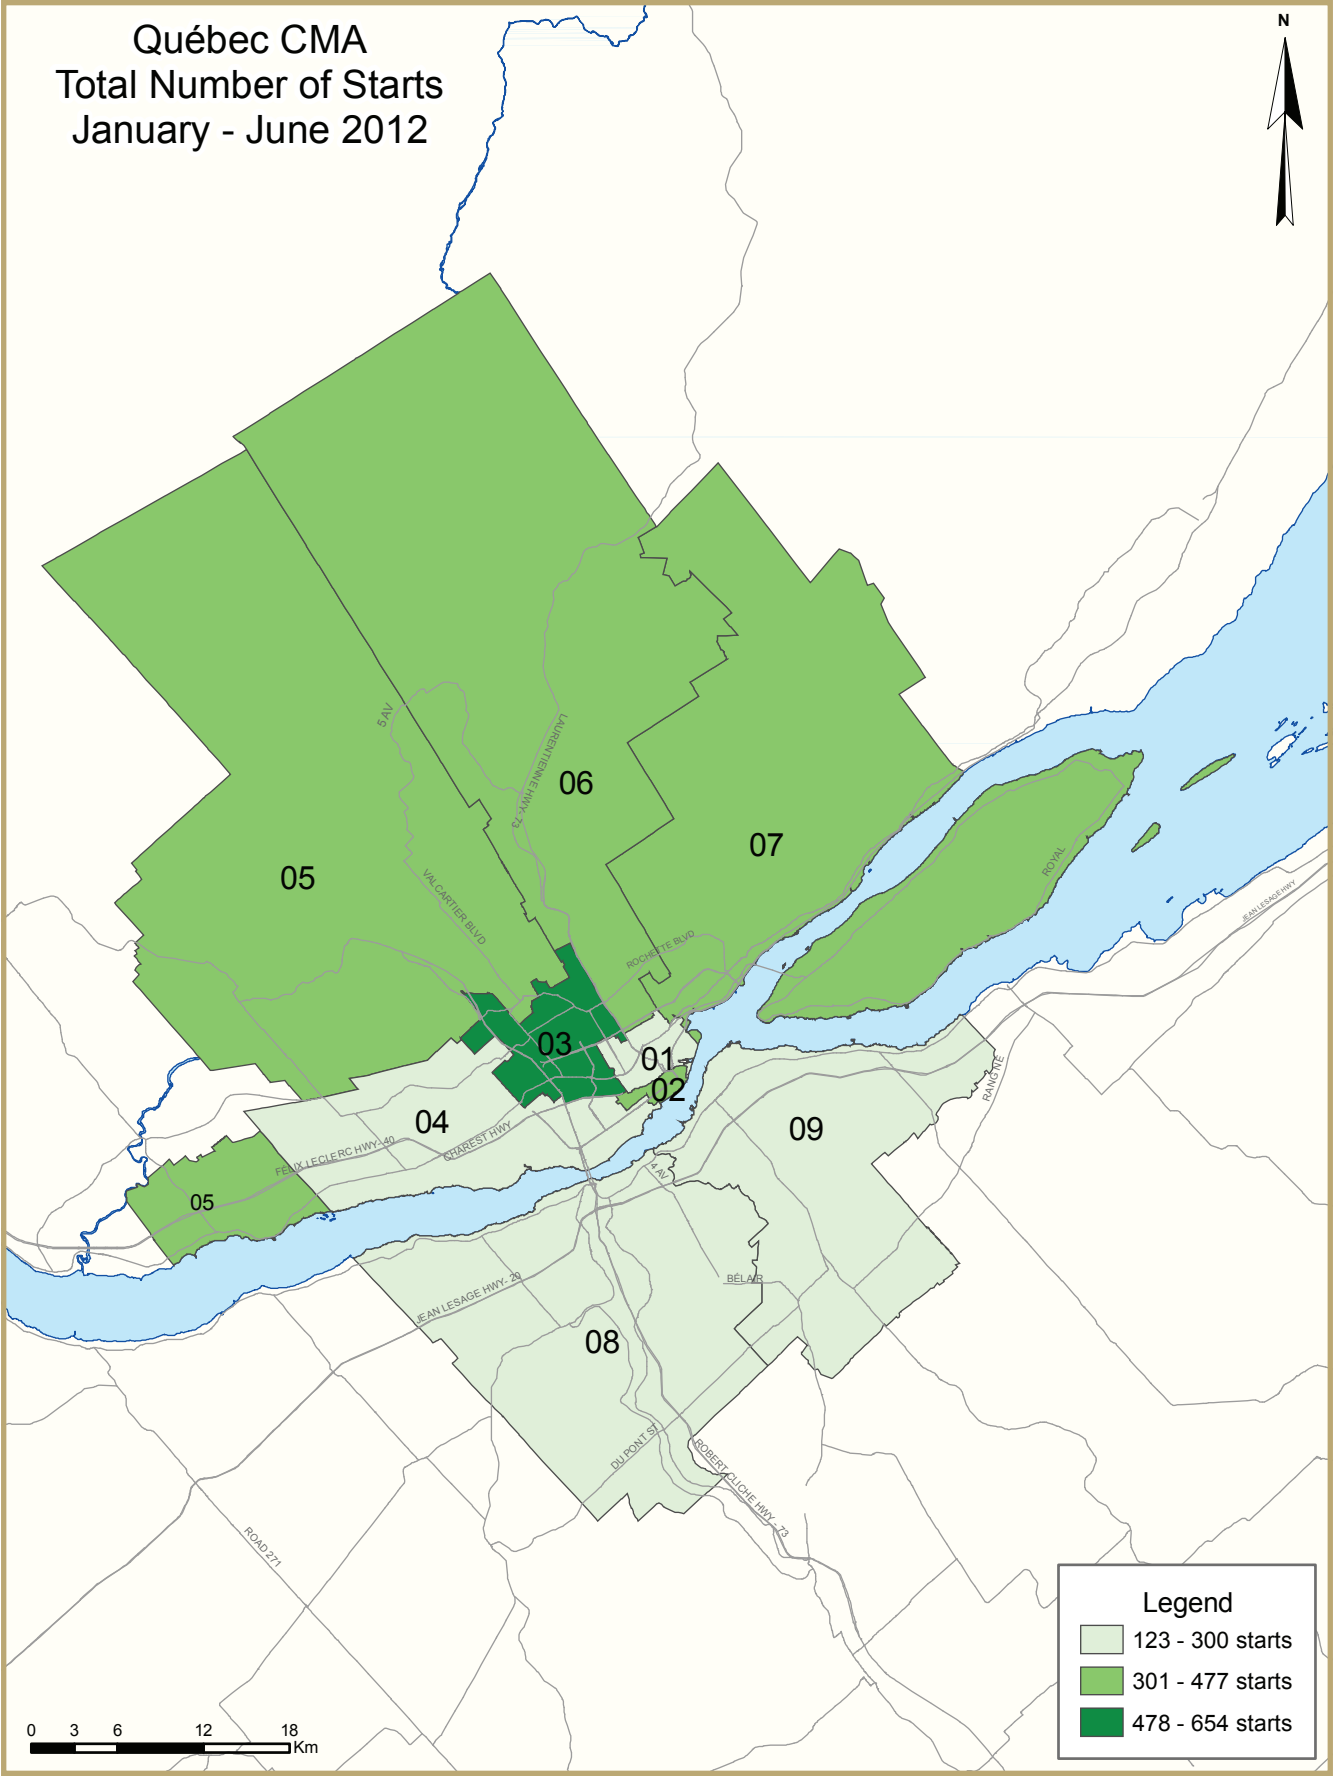 Québec CMA
Total Number of Starts
January - June 2012
N
5 AV
LAURENTIENNE HWY- 73
06
07
05
VALCARTIER BLVD
ROYAL
JEAN LESAGE HWY
ROCHETTE BLVD
03
01
02
RANG NE
04
09
CHAREST HWY
FÉLIX LECLERC HWY- 40
4 AV
05
BÉLAIR
JEAN LESAGE HWY- 20
08
DU PONT ST
ROBERT CLICHE HWY - 73
ROAD 271
Legend
123 - 300 starts
301 - 477 starts
478 - 654 starts
0 3 6 12 18
Km